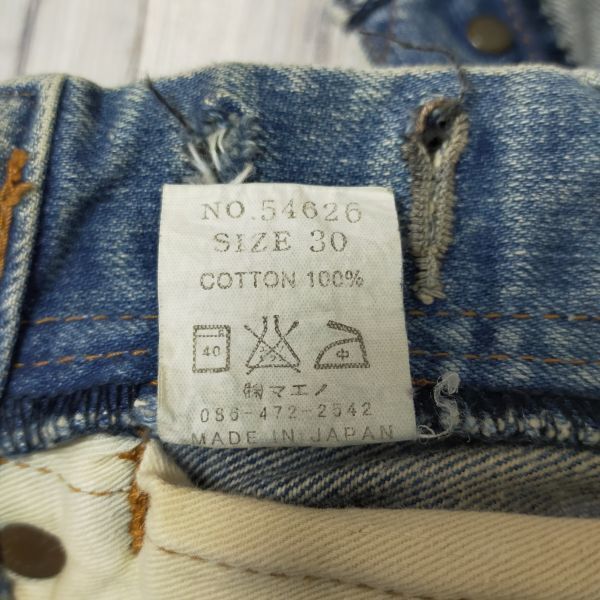 NO.54626
SIZE 30
COTTON 100%
40 中
㈱マエノ
086-472-2542
MADE IN JAPAN